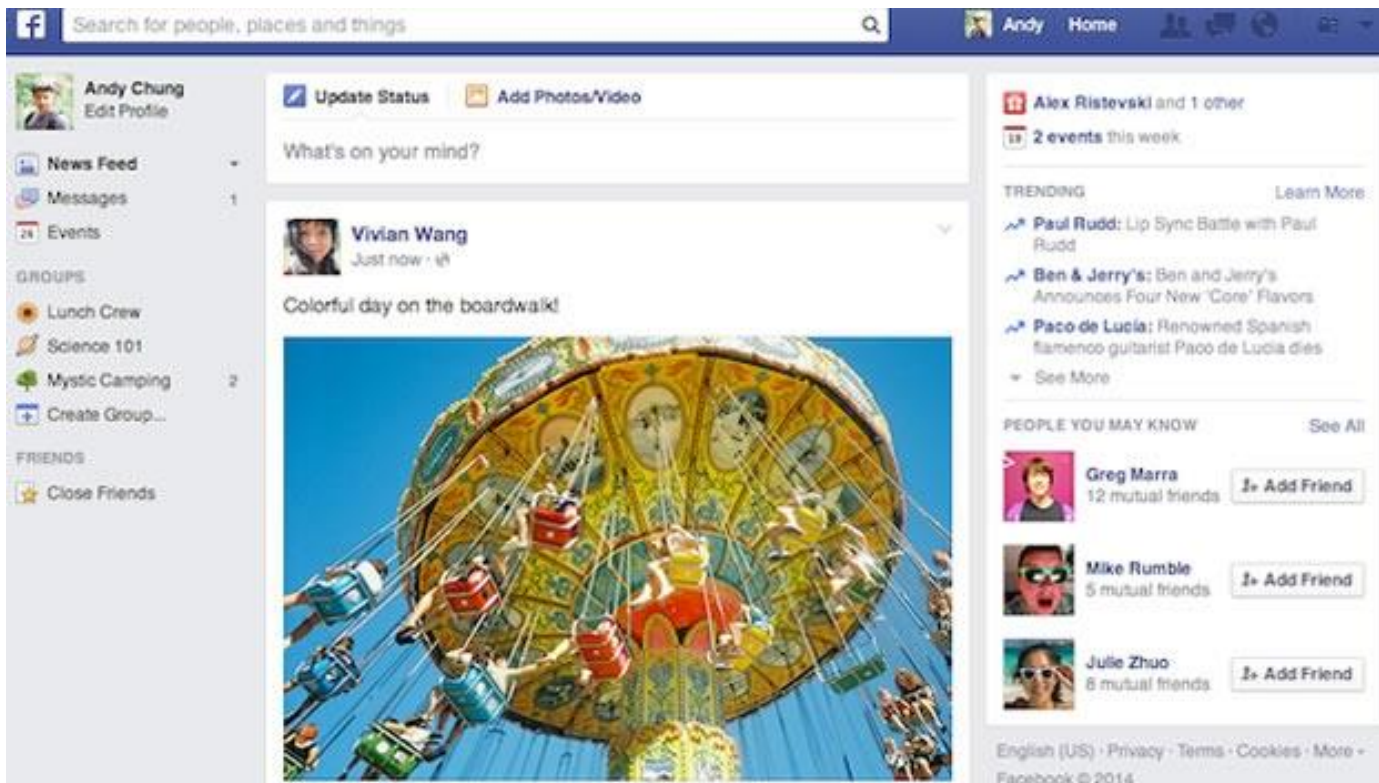 f
Search for people, places and things
Andy Home
Andy Chung
Edit Profile
News Feed
Messages 1
Events
GROUPS
Lunch Crew
Science 101
Mystic Camping 2
Create Group...
FRIENDS
Close Friends
Update Status Add Photos/Video
What's on your mind?
Vivian Wang
Just now ·
Colorful day on the boardwalk!
Alex Ristevski and 1 other
2 events this week
TRENDING Learn More
Paul Rudd: Lip Sync Battle with Paul
Rudd
Ben & Jerry's: Ben and Jerry's
Announces Four New 'Core' Flavors
Paco de Lucia: Renowned Spanish
flamenco guitarist Paco de Lucia dies
See More
PEOPLE YOU MAY KNOW See All
Greg Marra
12 mutual friends
Add Friend
Mike Rumble
5 mutual friends
Add Friend
Julie Zhuo
8 mutual friends
Add Friend
English (US) · Privacy · Terms · Cookies · More
Facebook © 2014